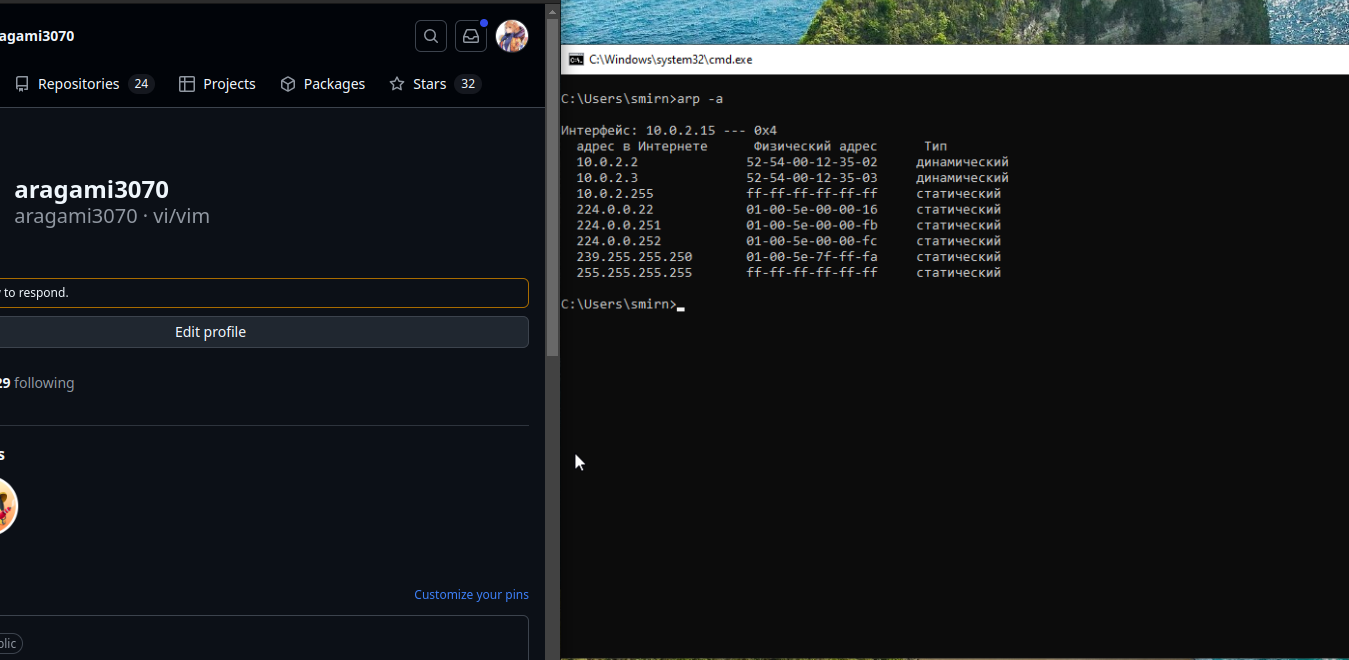 agami3070
Repositories 24 Projects Packages Stars 32
aragami3070
aragami3070 · vi/vim
to respond.
Edit profile
29 following
s
Customize your pins
C:\Windows\system32\cmd.exe
C:\Users\smirn>arp -a
Интерфейс: 10.0.2.15 --- 0x4
адрес в Интернете Физический адрес Тип
10.0.2.2 52-54-00-12-35-02 динамический
10.0.2.3 52-54-00-12-35-03 динамический
10.0.2.255 ff-ff-ff-ff-ff-ff статический
224.0.0.22 01-00-5e-00-00-16 статический
224.0.0.251 01-00-5e-00-00-fb статический
224.0.0.252 01-00-5e-00-00-fc статический
239.255.255.250 01-00-5e-7f-ff-fa статический
255.255.255.255 ff-ff-ff-ff-ff-ff статический
C:\Users\smirn>